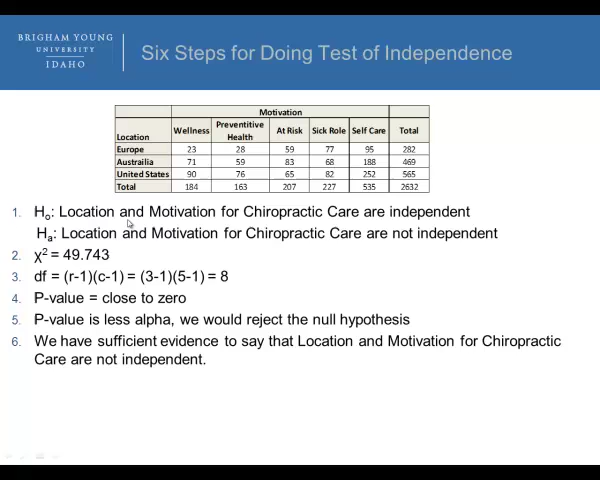 BRIGHAM YOUNG
UNIVERSITY
IDAHO
Six Steps for Doing Test of Independence
Motivation
Location Wellness Preventitive Health At Risk Sick Role Self Care Total
Europe 23 28 59 77 95 282
Austrailia 71 59 83 68 188 469
United States 90 76 65 82 252 565
Total 184 163 207 227 535 2632
1. Ho: Location and Motivation for Chiropractic Care are independent
Ha: Location and Motivation for Chiropractic Care are not independent
2. χ² = 49.743
3. df = (r-1)(c-1) = (3-1)(5-1) = 8
4. P-value = close to zero
5. P-value is less alpha, we would reject the null hypothesis
6. We have sufficient evidence to say that Location and Motivation for Chiropractic
Care are not independent.